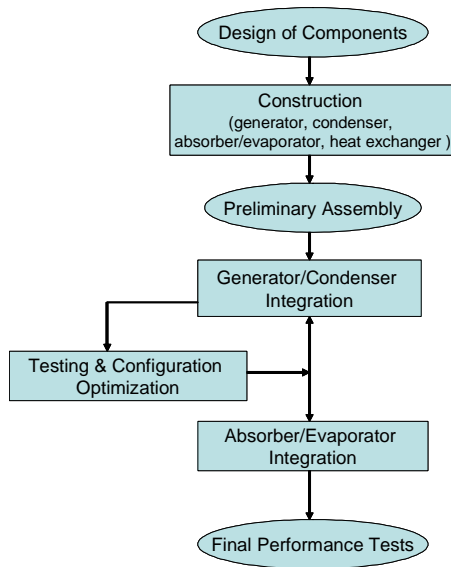 Design of Components
Construction
(generator, condenser,
absorber/evaporator, heat exchanger )
Preliminary Assembly
Generator/Condenser
Integration
Testing & Configuration
Optimization
Absorber/Evaporator
Integration
Final Performance Tests